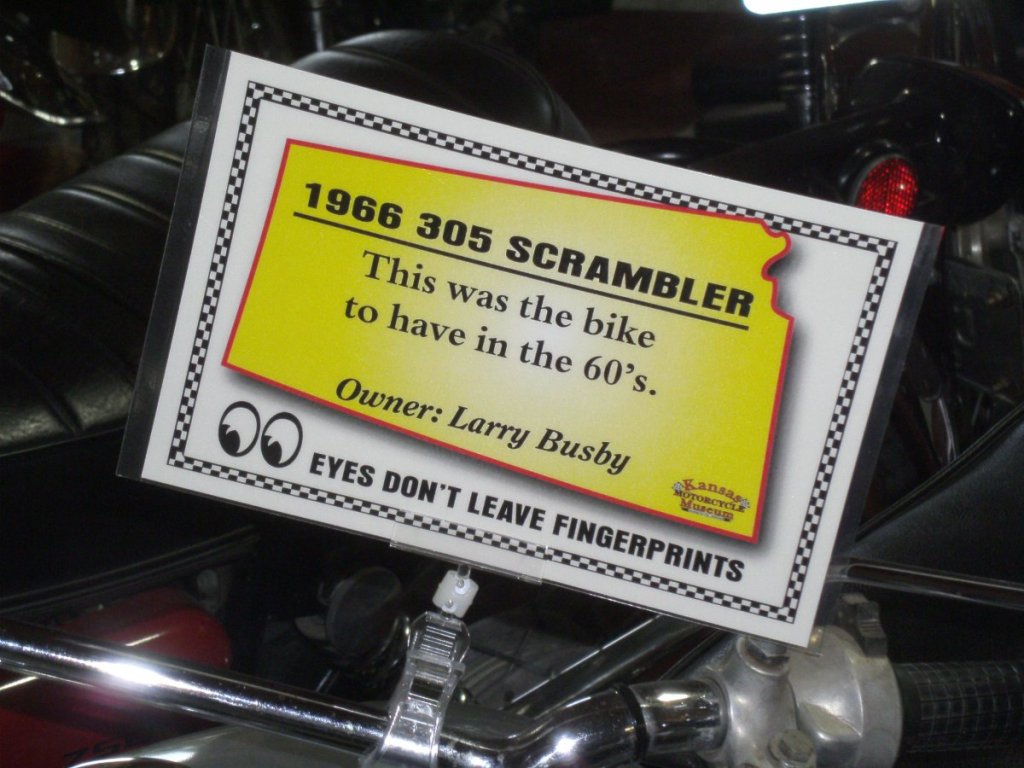 1966 305 SCRAMBLER
This was the bike
to have in the 60's.
Owner: Larry Busby
EYES DON'T LEAVE FINGERPRINTS
Kansas
MOTORCYCLE
Museum